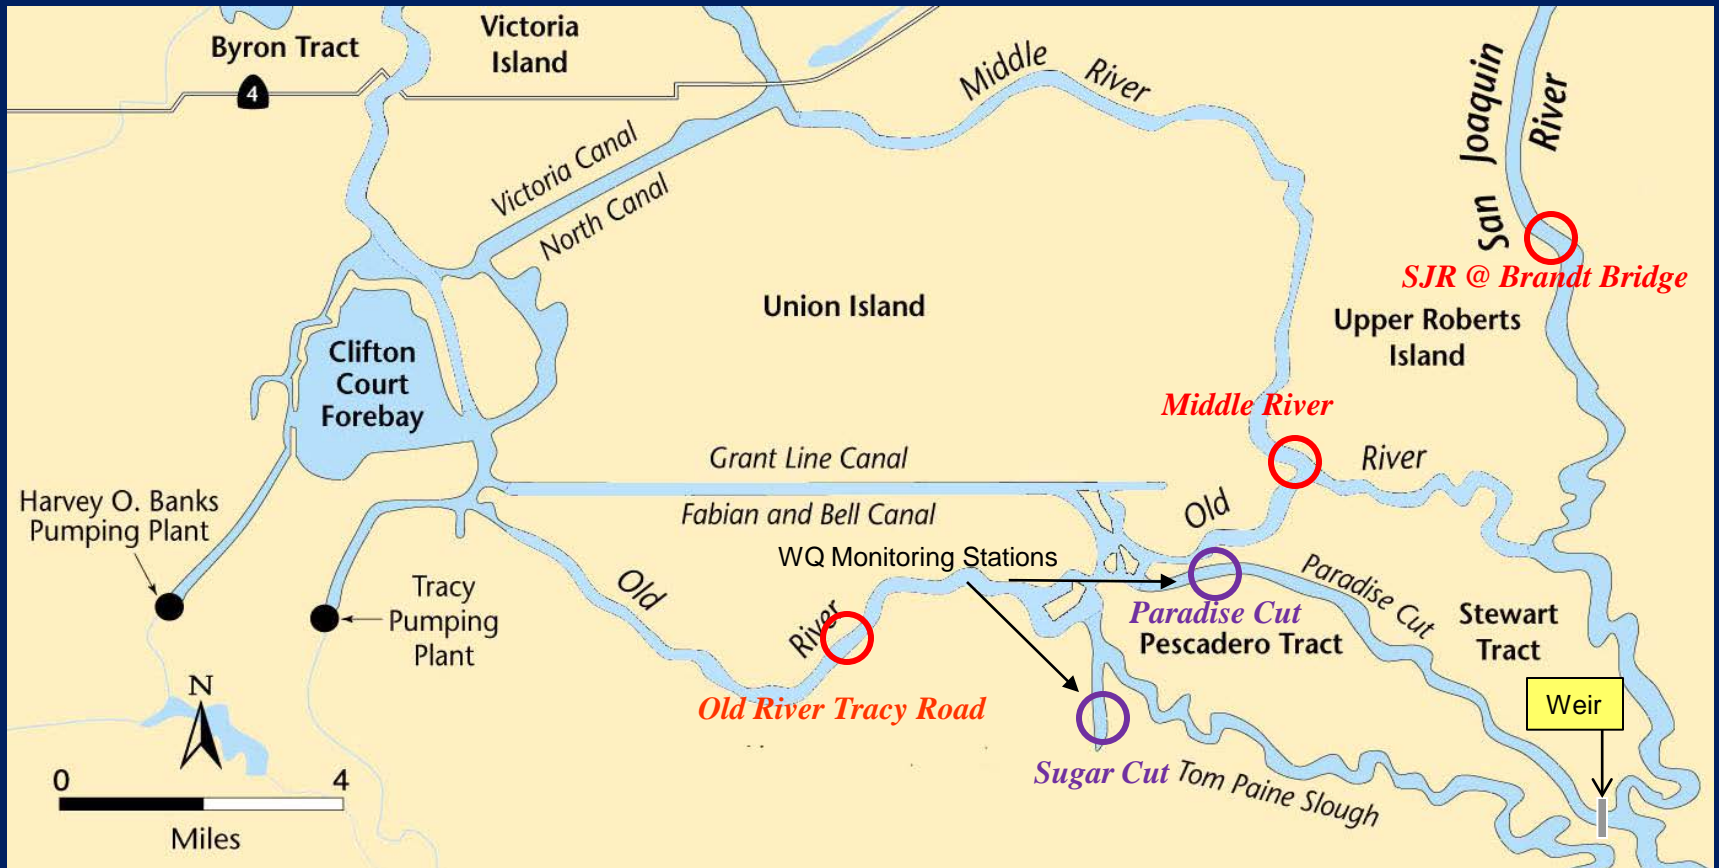 Byron Tract
Victoria
Island
4
Middle River
San Joaquin
River
Victoria Canal
North Canal
SJR @ Brandt Bridge
Union Island
Upper Roberts
Island
Clifton
Court
Forebay
Middle River
Grant Line Canal
River
Harvey O. Banks
Pumping Plant
Fabian and Bell Canal
Old
WQ Monitoring Stations
Old
River
Paradise Cut
Tracy
Pumping
Plant
Paradise Cut
Stewart
Tract
Pescadero Tract
N
Old River Tracy Road
Weir
Sugar Cut
Tom Paine Slough
0 4
Miles